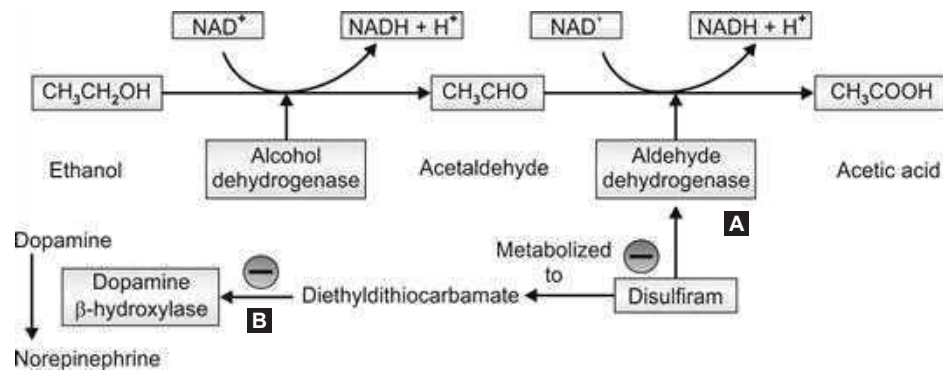 NAD⁺ NADH + H⁺ NAD⁺ NADH + H⁺
CH₃CH₂OH CH₃CHO CH₃COOH
Ethanol
Alcohol
dehydrogenase
Acetaldehyde
Aldehyde
dehydrogenase
Acetic acid
A
Dopamine
Dopamine
β-hydroxylase
B
Diethyldithiocarbamate
Metabolized
to
Disulfiram
Norepinephrine